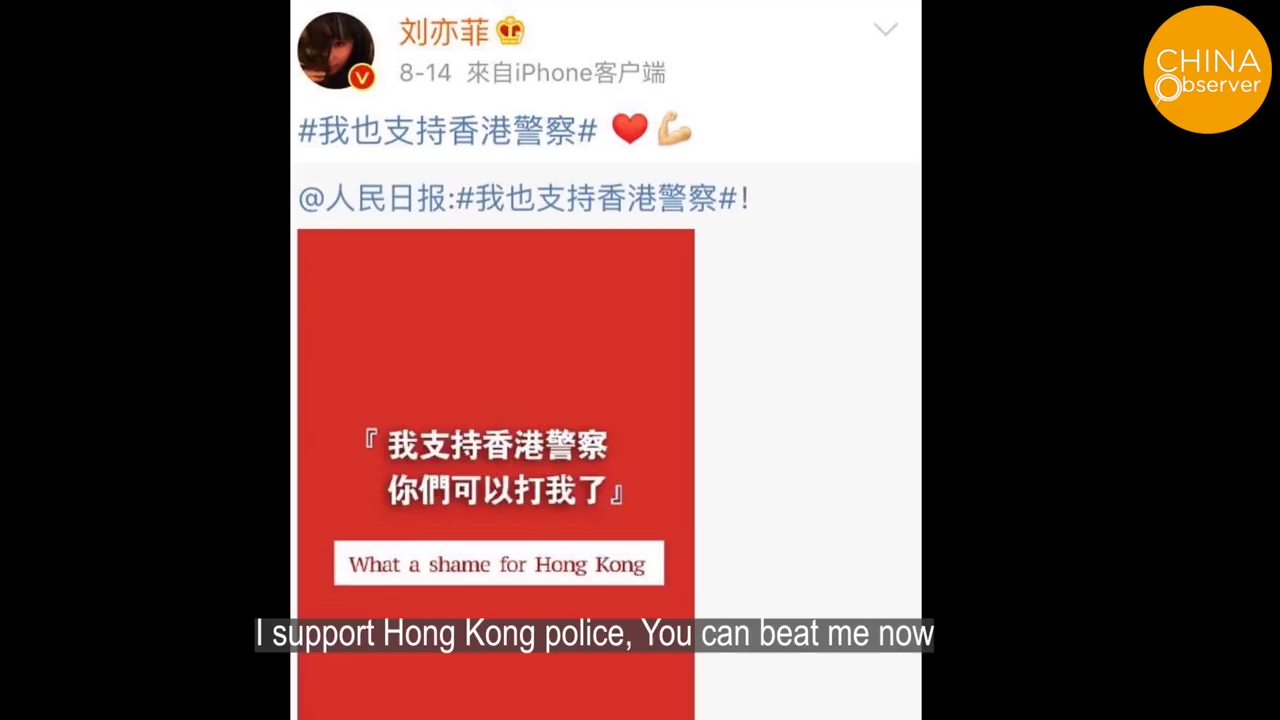 刘亦菲
8-14 來自iPhone客户端
#我也支持香港警察# ❤️💪🏼
@人民日报:#我也支持香港警察#!
『我支持香港警察
你們可以打我了』
What a shame for Hong Kong
I support Hong Kong police, You can beat me now
CHINA
Observer